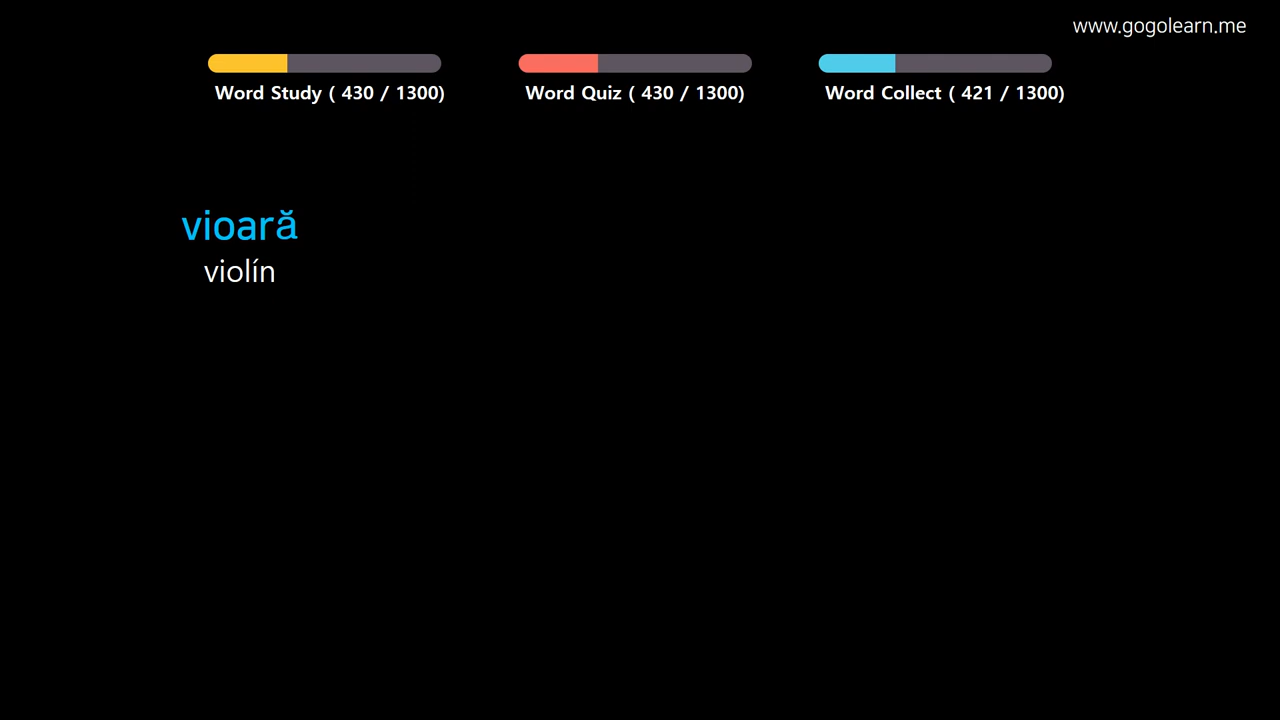 www.gogolearn.me
Word Study ( 430 / 1300)
Word Quiz ( 430 / 1300)
Word Collect ( 421 / 1300)
vioară
violín